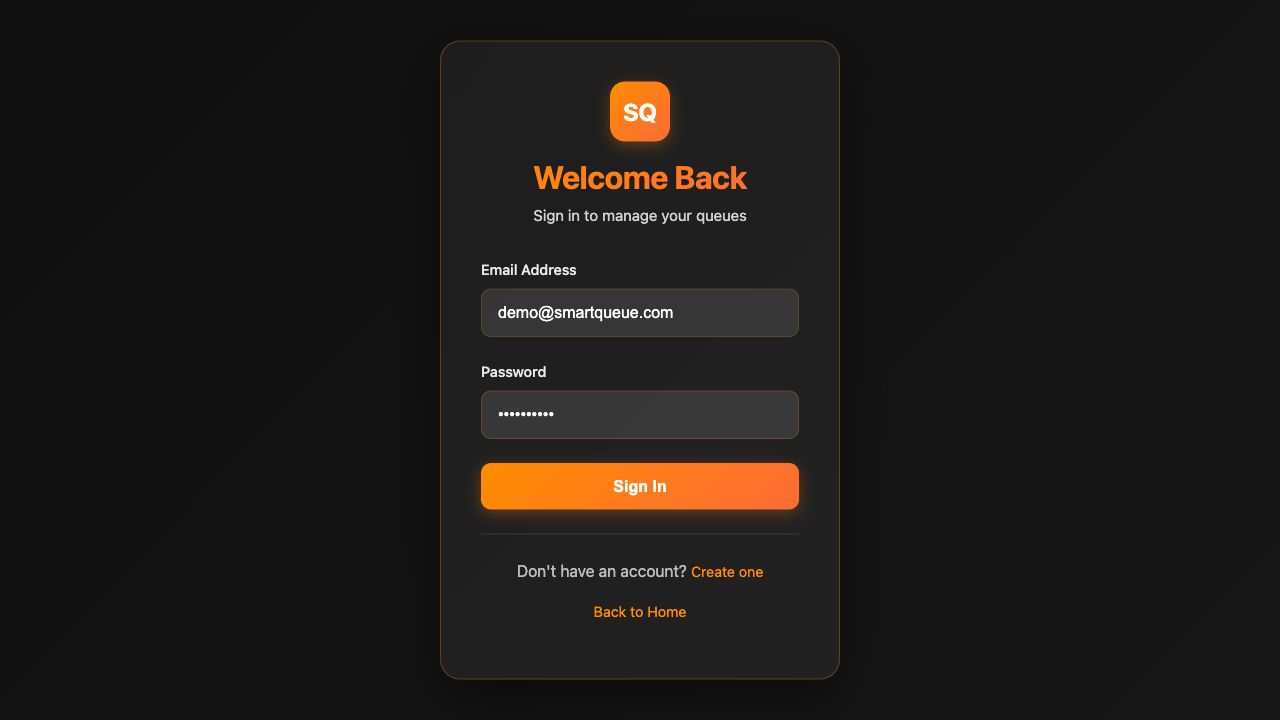 SQ
Welcome Back
Sign in to manage your queues
Email Address
demo@smartqueue.com
Password
••••••••••
Sign In
Don't have an account? Create one
Back to Home